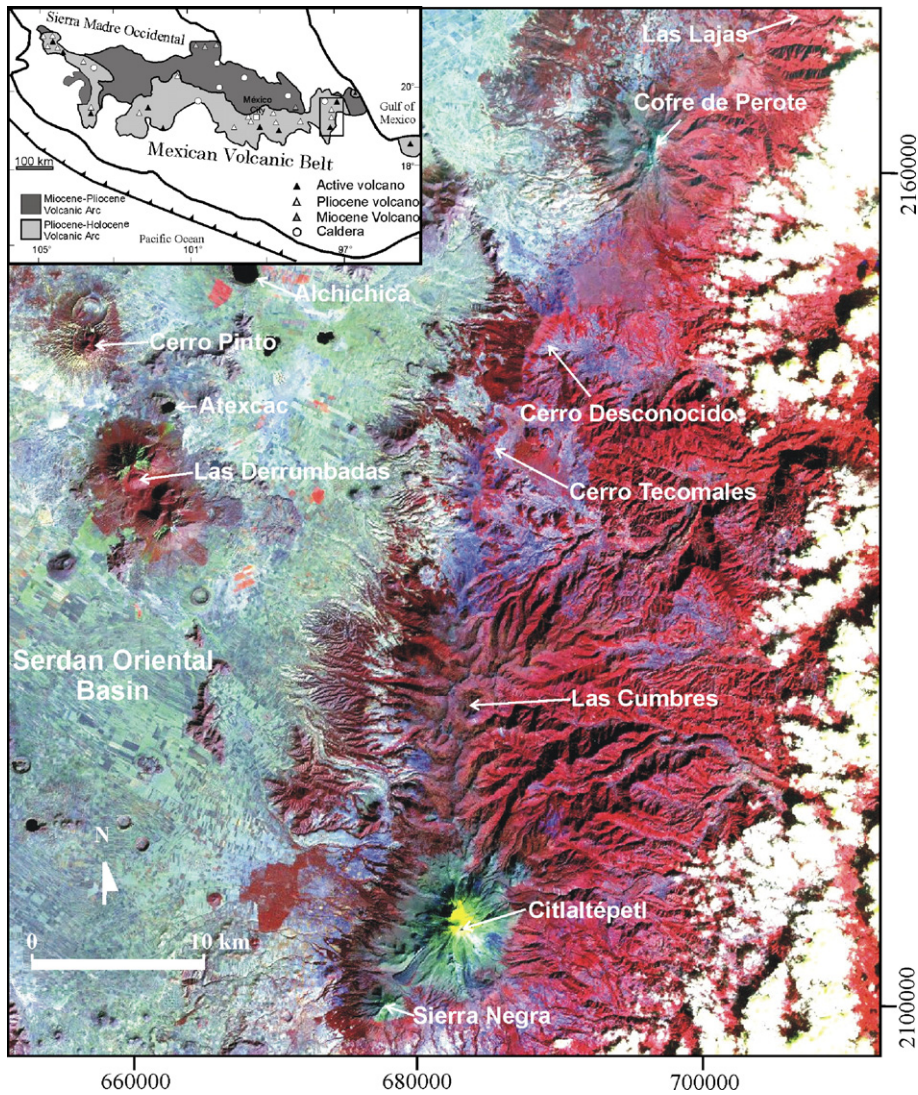 Sierra Madre Occidental
México
City
Gulf of
Mexico
20°
18°
Mexican Volcanic Belt
100 km
Active volcano
Pliocene volcano
Miocene Volcano
Caldera
Miocene-Pliocene
Volcanic Arc
Pliocene-Holocene
Volcanic Arc
Pacific Ocean
105°
101°
97°
Las Lajas
Cofre de Perote
2160000
Alchichica
Cerro Pinto
Atexcac
Cerro Desconocido
Las Derrumbadas
Cerro Tecomales
Serdan Oriental
Basin
Las Cumbres
N
Citlaltépetl
0
10 km
Sierra Negra
2100000
660000
680000
700000